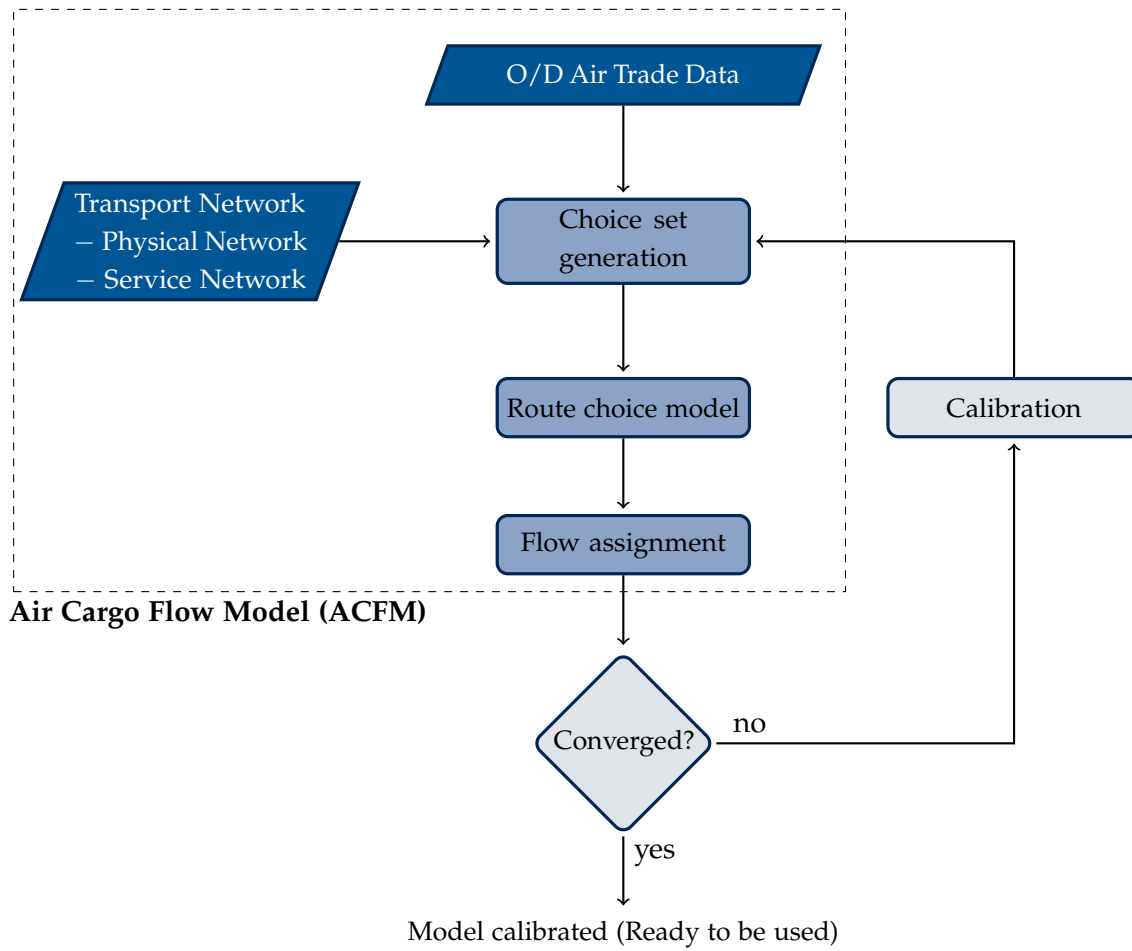 O/D Air Trade Data
Transport Network
– Physical Network
– Service Network
Choice set
generation
Route choice model
Calibration
Flow assignment
Air Cargo Flow Model (ACFM)
Converged?
no
yes
Model calibrated (Ready to be used)